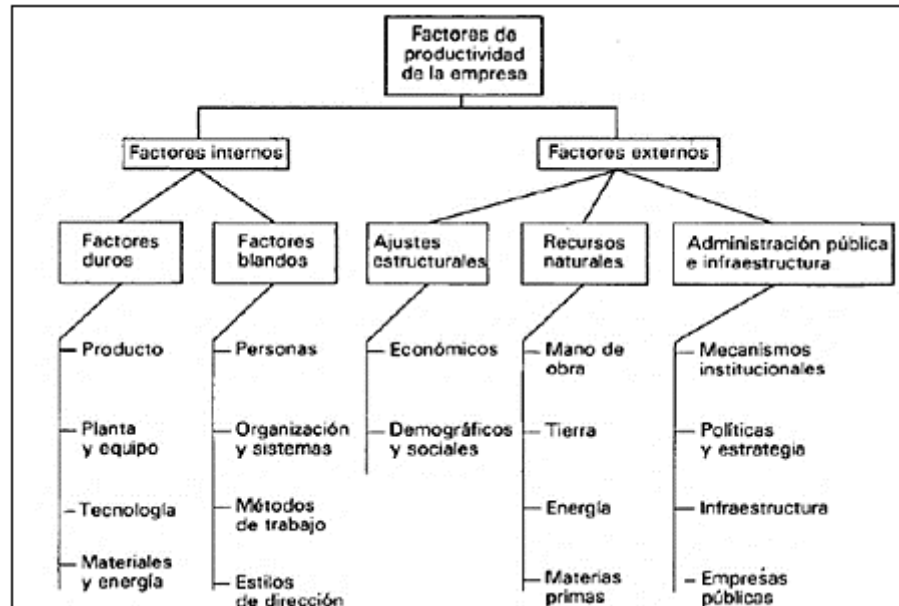 Factores de
productividad
de la empresa
Factores internos
Factores externos
Factores
duros
Factores
blandos
Ajustes
estructurales
Recursos
naturales
Administración pública
e infraestructura
Producto
Planta
y equipo
Tecnología
Materiales
y energía
Personas
Organización
y sistemas
Métodos
de trabajo
Estilos
de dirección
Económicos
Demográficos
y sociales
Mano de
obra
Tierra
Energía
Materias
primas
Mecanismos
institucionales
Políticas
y estrategia
Infraestructura
Empresas
públicas